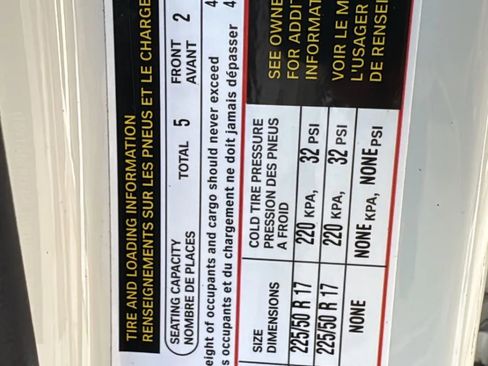 TIRE AND LOADING INFORMATION
RENSEIGNEMENTS SUR LES PNEUS ET LE CHARGE
SEATING CAPACITY
NOMBRE DE PLACES
TOTAL 5
FRONT
AVANT 2
eight of occupants and cargo should never exceed
s occupants et du chargement ne doit jamais dépasser
SIZE
DIMENSIONS
COLD TIRE PRESSURE
PRESSION DES PNEUS
A FROID
225/50 R 17 220 KPA, 32 PSI
225/50 R 17 220 KPA, 32 PSI
NONE NONE KPA, NONE PSI
SEE OWNE
FOR ADDIT
INFORMAT
VOIR LE M
L'USAGER
DE RENSEI